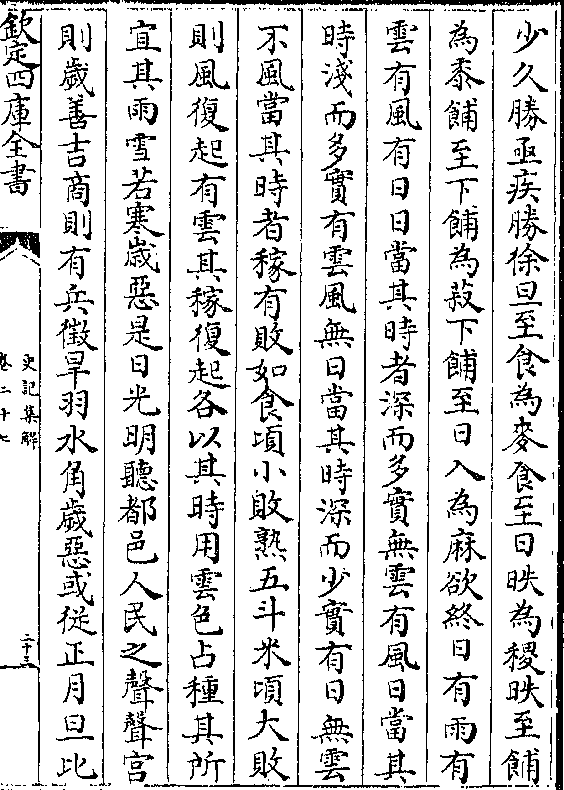 少久勝亟疾勝徐旦至食為麥食至日昳為稷昳至餔
為黍餔至下餔為菽下餔至日入為麻欲終日有雨有
雲有風有日日當其時者深而多實無雲有風日當其
時淺而多實有雲風無日當其時深而少實有日無雲
不風當其時者稼有敗如食頃小敗熟五斗米頃大敗
則風復起有雲其稼復起各以其時用雲色占種其所
宜其雨雪若寒歲惡是日光明聽都邑人民之聲聲宮
則歲善吉商則有兵徵旱羽水角歲惡或從正月旦比
欽定四庫全書
史記集解
卷二十七
二十三